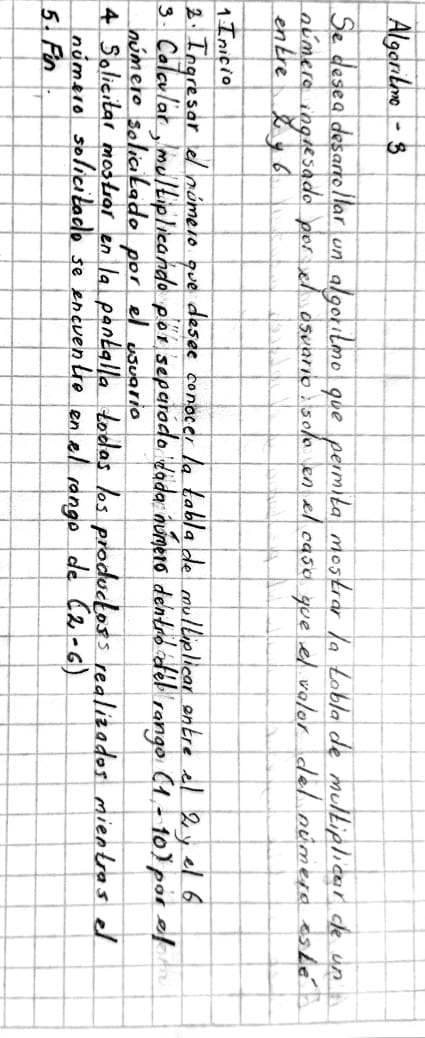 Algoritmo - 3
Se desea desarrollar un algoritmo que permita mostrar la tabla de multiplicar de un
número ingresado por el usuario: solo en el caso que el valor del número esté
entre 2 y 6
1. Inicio
2. Ingresar el número que desee conocer la tabla de multiplicar entre el 2 y el 6
3. Calcular, multiplicando por separado cada número dentro del rango (1-10) por el
número solicitado por el usuario
4 Solicitar mostrar en la pantalla todas los productos realizados mientras el
número solicitado se encuentre en el rango de (2-6)
5. Fin.